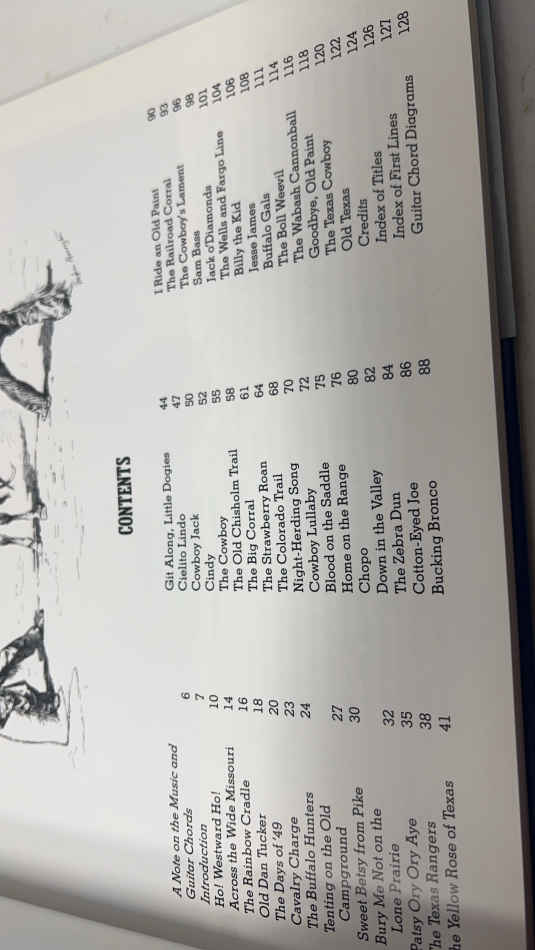 CONTENTS
A Note on the Music and
Guitar Chords 6
Introduction 7
Ho! Westward Ho! 10
Across the Wide Missouri 14
The Rainbow Cradle 16
Old Dan Tucker 18
The Days of '49 20
Cavalry Charge 23
The Buffalo Hunters 24
Tenting on the Old
Campground 27
Sweet Betsy from Pike 30
Bury Me Not on the
Lone Prairie 32
Patsy Ory Ory Aye 35
he Texas Rangers 38
he Yellow Rose of Texas 41
Git Along, Little Dogies 44
Cielito Lindo 47
Cowboy Jack 50
Cindy 52
The Cowboy 55
The Old Chisholm Trail 58
The Big Corral 61
The Strawberry Roan 64
The Colorado Trail 68
Night-Herding Song 70
Cowboy Lullaby 72
Blood on the Saddle 75
Home on the Range 76
Chopo 80
Down in the Valley 82
The Zebra Dun 84
Cotton-Eyed Joe 86
Bucking Bronco 88
I Ride an Old Paint 90
The Railroad Corral 93
The Cowboy's Lament 96
Sam Bass 98
Jack o'Diamonds 101
The Wells and Fargo Line 104
Billy the Kid 106
Jesse James 108
Buffalo Gals 111
The Boll Weevil 114
The Wabash Cannonball 116
Goodbye, Old Paint 118
The Texas Cowboy 120
Old Texas 122
Credits 124
Index of Titles 126
Index of First Lines 127
Guitar Chord Diagrams 128